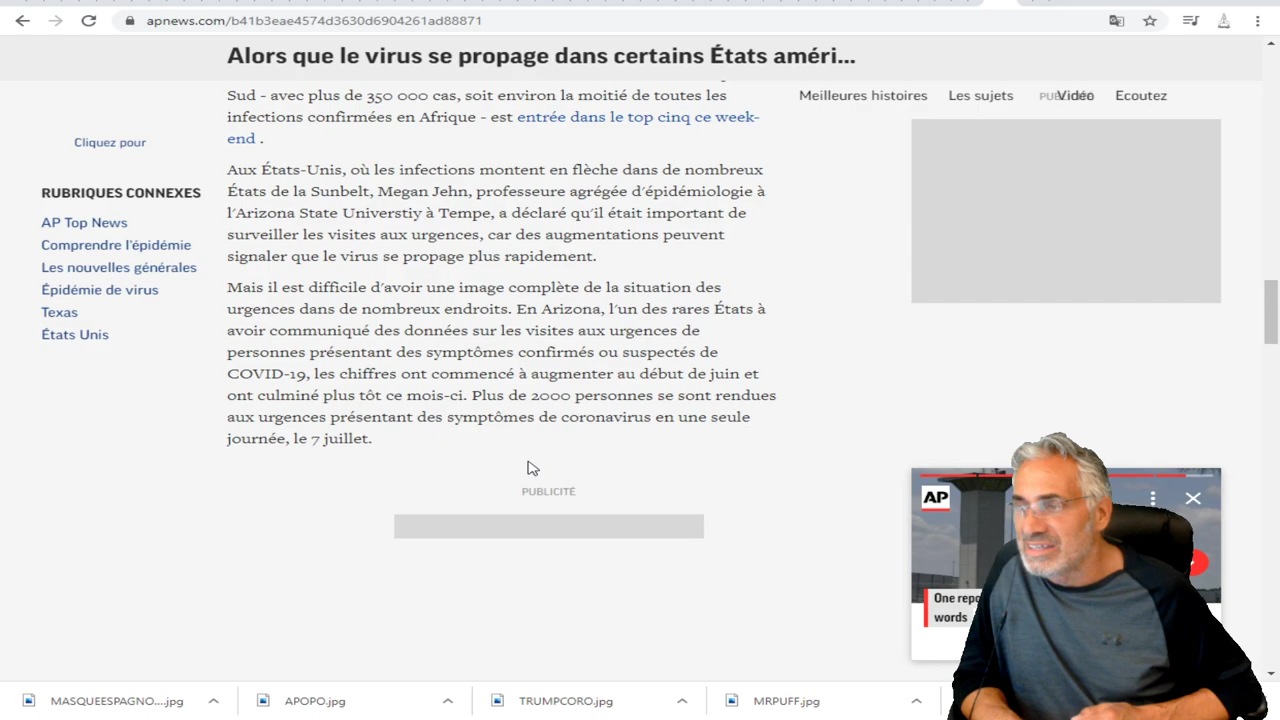 apnews.com/b41b3eae4574d3630d6904261ad88871
Alors que le virus se propage dans certains États améri...
Meilleures histoires
Les sujets
Vidéo
Ecoutez
Cliquez pour
RUBRIQUES CONNEXES
AP Top News
Comprendre l'épidémie
Les nouvelles générales
Épidémie de virus
Texas
États Unis
Sud - avec plus de 350 000 cas, soit environ la moitié de toutes les
infections confirmées en Afrique - est entrée dans le top cinq ce week-
end .
Aux États-Unis, où les infections montent en flèche dans de nombreux
États de la Sunbelt, Megan Jehn, professeure agrégée d'épidémiologie à
l'Arizona State Universtiy à Tempe, a déclaré qu'il était important de
surveiller les visites aux urgences, car des augmentations peuvent
signaler que le virus se propage plus rapidement.
Mais il est difficile d'avoir une image complète de la situation des
urgences dans de nombreux endroits. En Arizona, l'un des rares États à
avoir communiqué des données sur les visites aux urgences de
personnes présentant des symptômes confirmés ou suspectés de
COVID-19, les chiffres ont commencé à augmenter au début de juin et
ont culminé plus tôt ce mois-ci. Plus de 2000 personnes se sont rendues
aux urgences présentant des symptômes de coronavirus en une seule
journée, le 7 juillet.
PUBLICITÉ
AP
One
words
MASQUEESPAGNO....jpg
APOPO.jpg
TRUMPCORO.jpg
MRPUFF.jpg